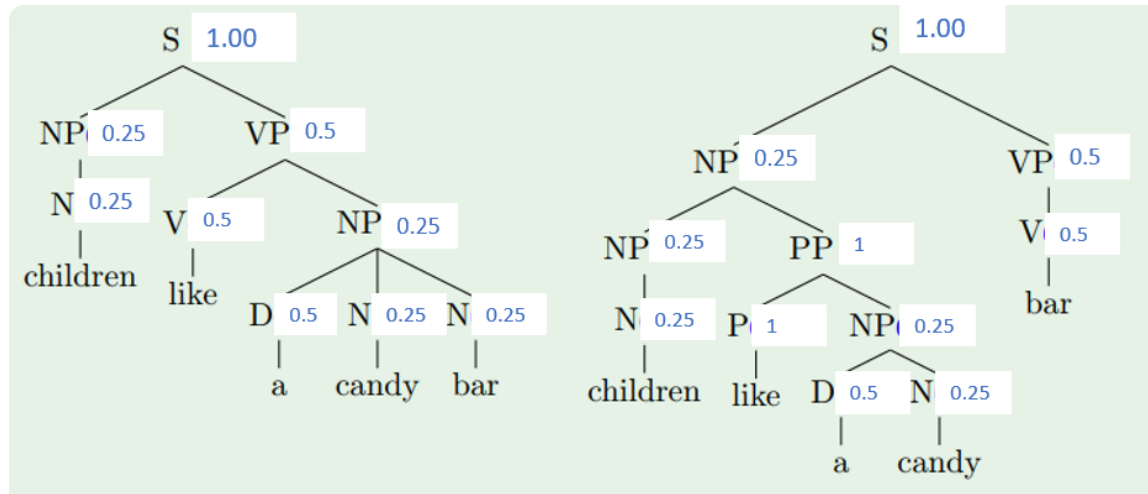 S 1.00
S 1.00
NP 0.25 VP 0.5
NP 0.25 VP 0.5
N 0.25 V 0.5 NP 0.25
NP 0.25 PP 1 V 0.5
children like
bar
D 0.5 N 0.25 N 0.25
N 0.25 P 1 NP 0.25
a candy bar
children like D 0.5 N 0.25
a candy